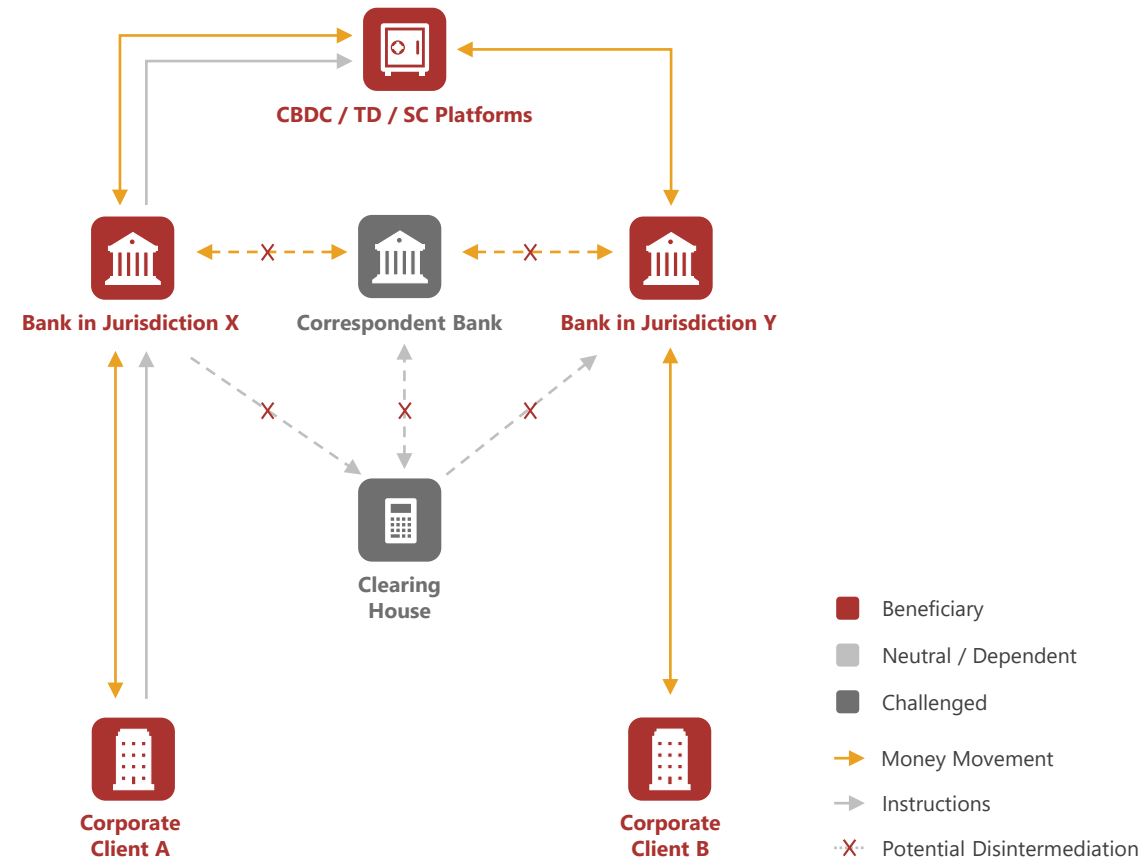 CBDC / TD / SC Platforms
Bank in Jurisdiction X
Correspondent Bank
Bank in Jurisdiction Y
Clearing
House
Beneficiary
Neutral / Dependent
Challenged
Money Movement
Instructions
Potential Disintermediation
Corporate
Client A
Corporate
Client B